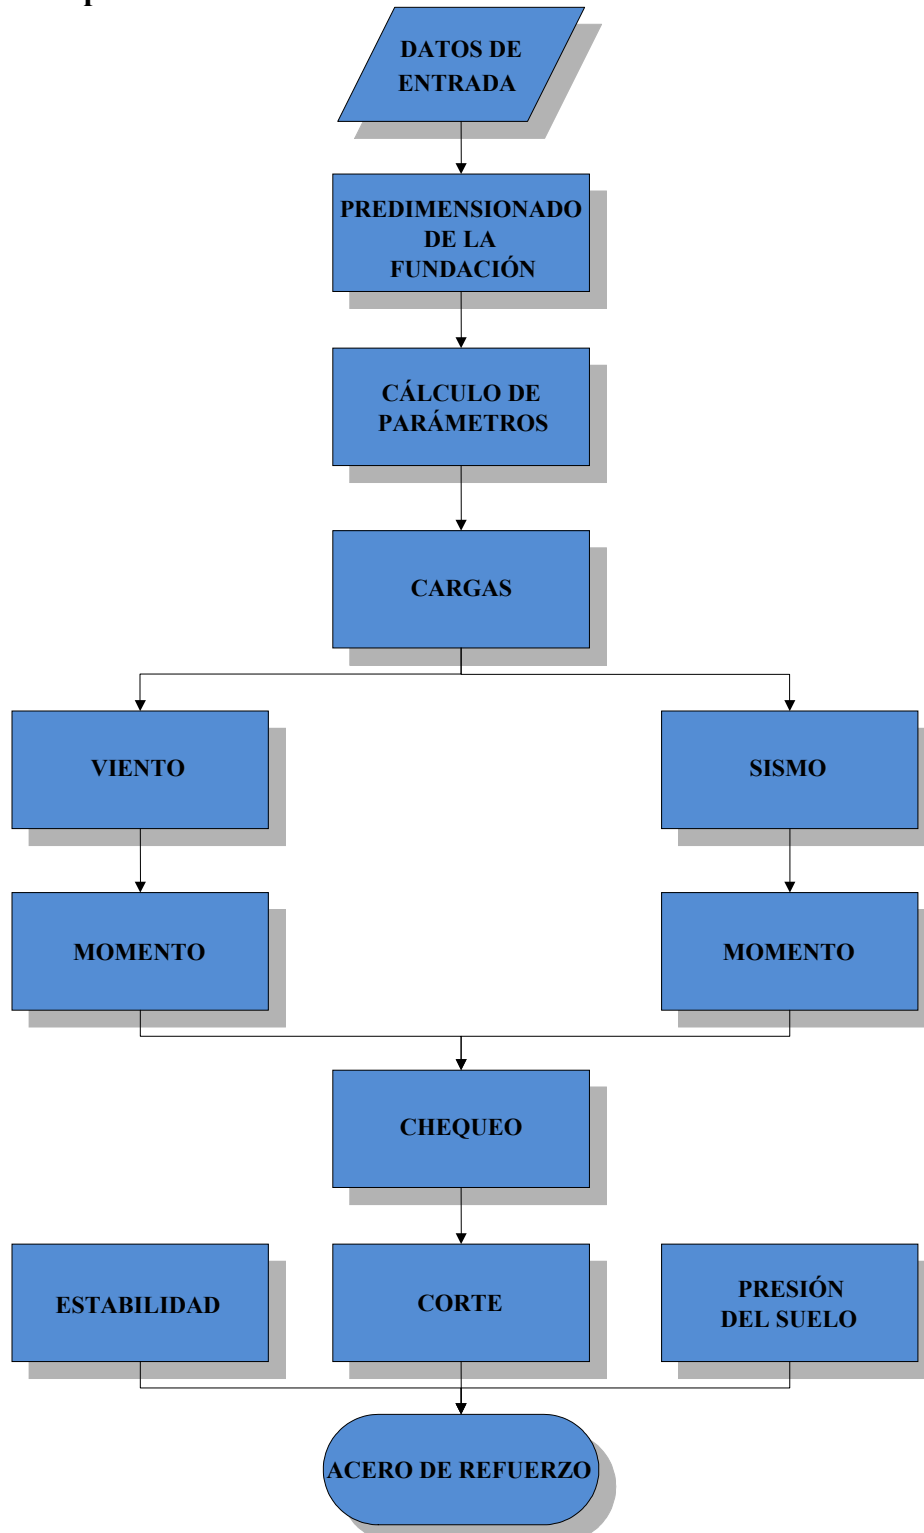 DATOS DE
ENTRADA
PREDIMENSIONADO
DE LA
FUNDACIÓN
CÁLCULO DE
PARÁMETROS
CARGAS
VIENTO
SISMO
MOMENTO
MOMENTO
CHEQUEO
ESTABILIDAD
CORTE
PRESIÓN
DEL SUELO
ACERO DE REFUERZO